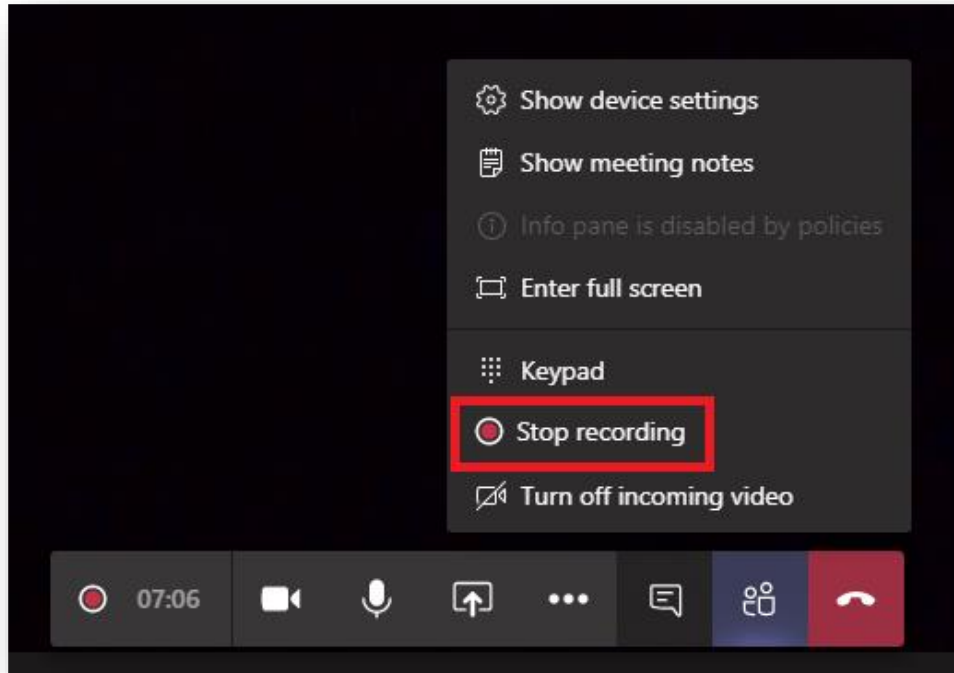 Show device settings
Show meeting notes
Info pane is disabled by policies
Enter full screen
Keypad
Stop recording
Turn off incoming video
07:06